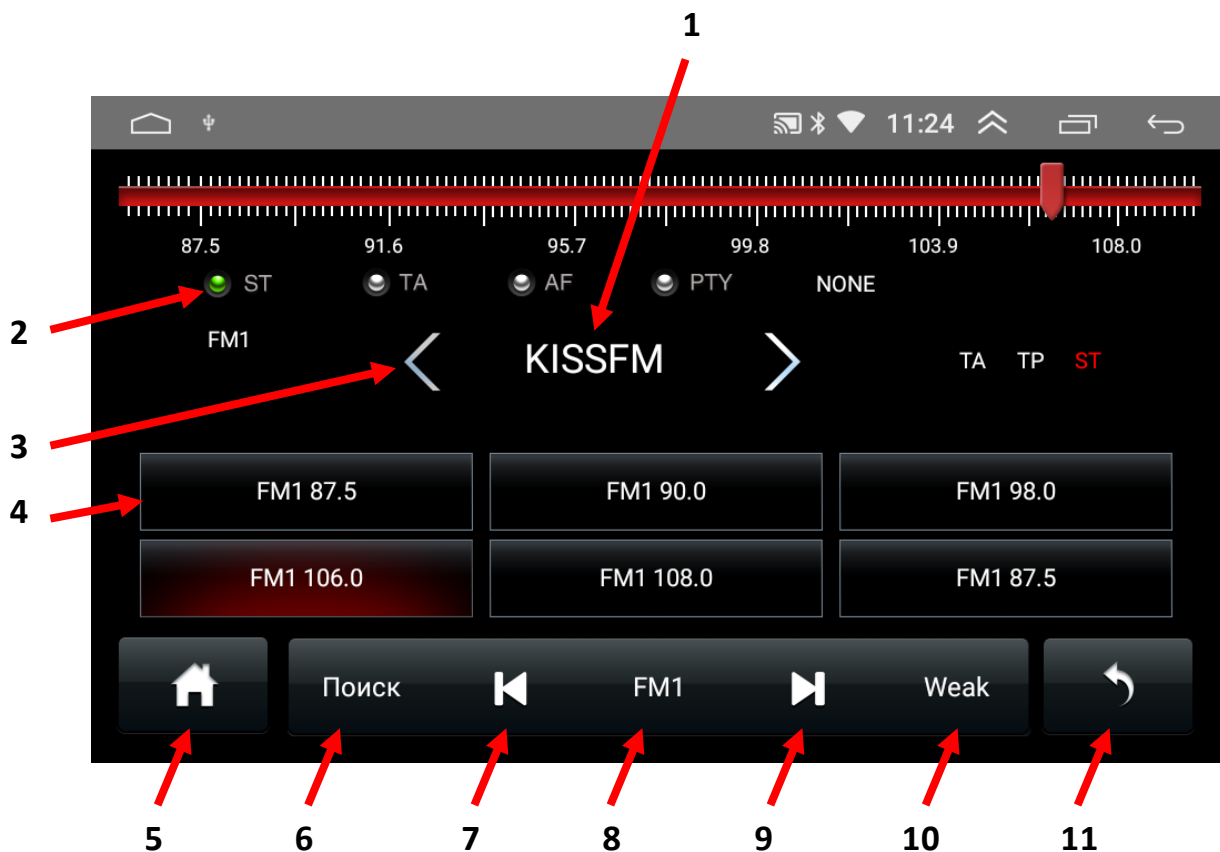 1
11:24
87.5 91.6 95.7 99.8 103.9 108.0
ST TA AF PTY NONE
2
FM1
KISSFM
TA TP ST
3
FM1 87.5 FM1 90.0 FM1 98.0
4
FM1 106.0 FM1 108.0 FM1 87.5
Поиск FM1 Weak
5 6 7 8 9 10 11